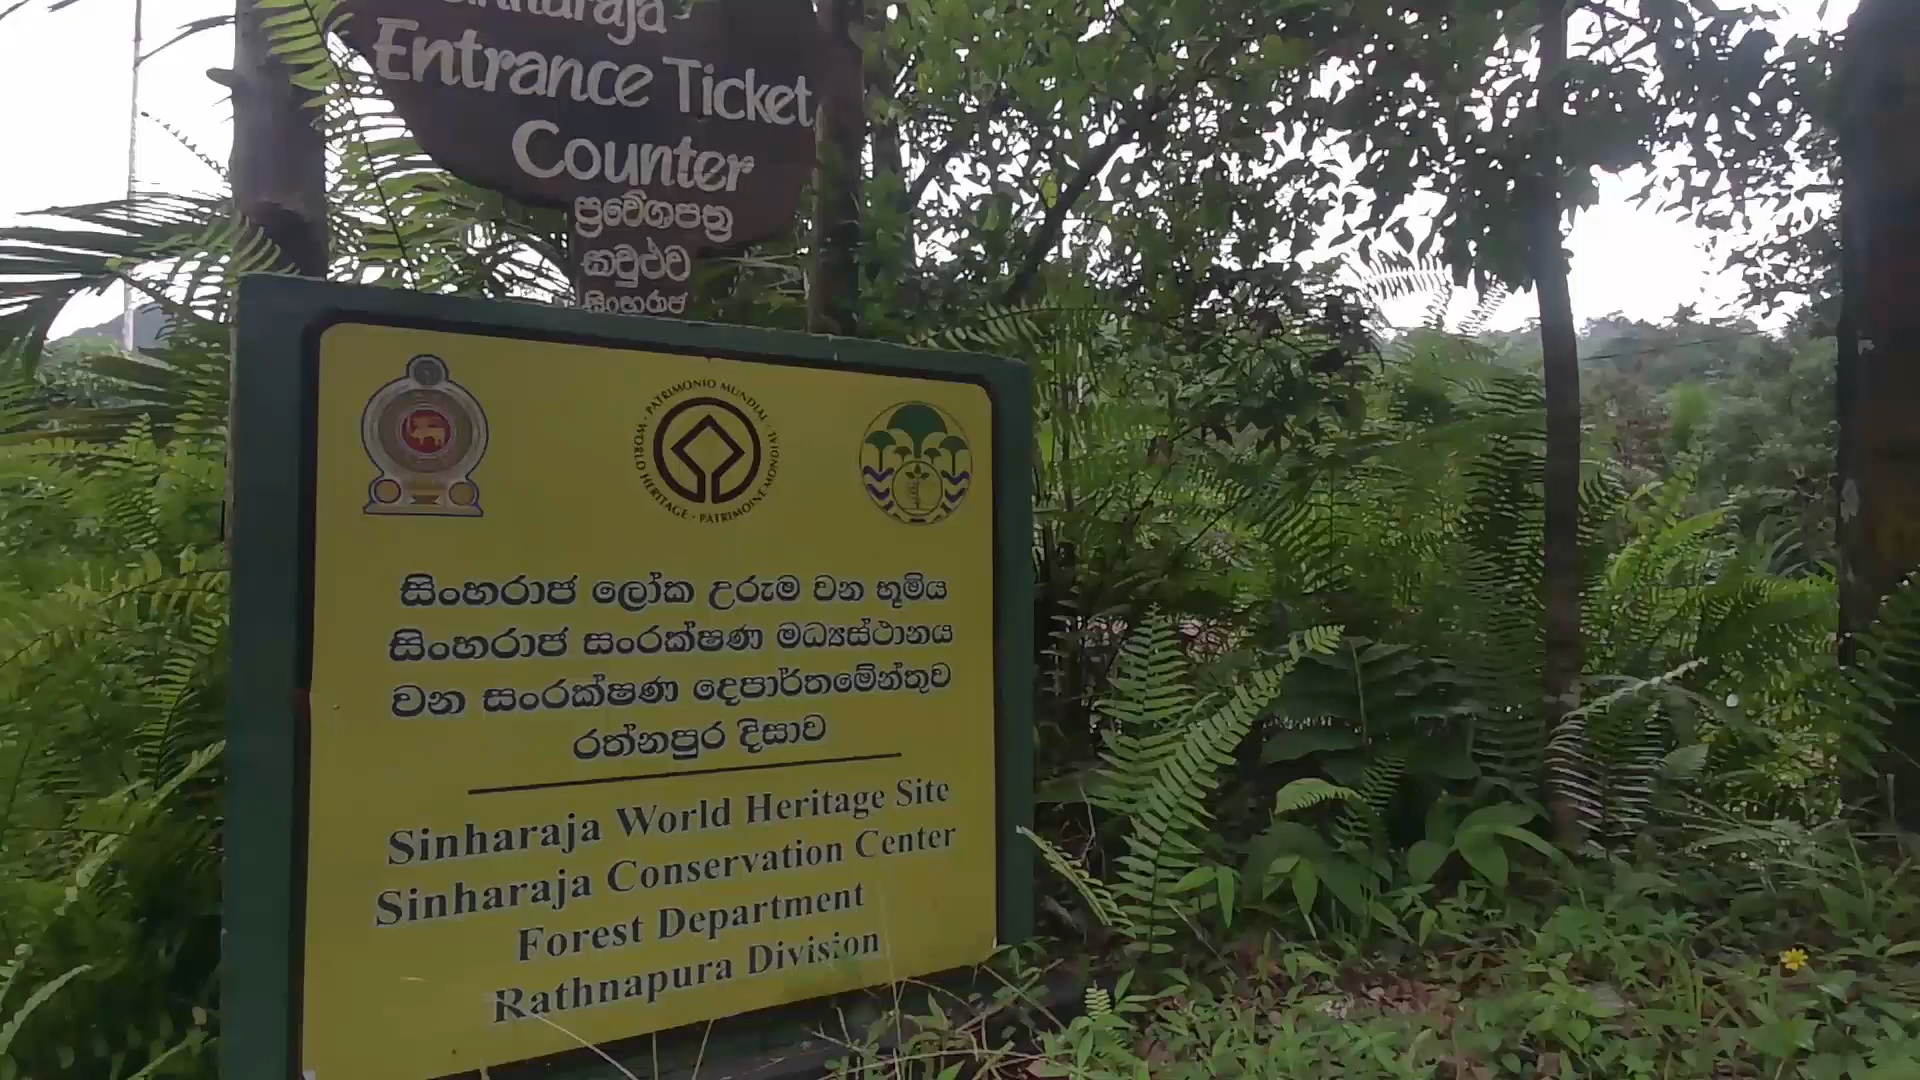 Sinharaja
Entrance Ticket
Counter
ප්‍රවේශපත්‍ර
කවුළුව
සිංහරාජ
WORLD HERITAGE · PATRIMONIO MUNDIAL · PATRIMOINE MONDIAL ·
සිංහරාජ ලෝක උරුම වන භූමිය
සිංහරාජ සංරක්ෂණ මධ්‍යස්ථානය
වන සංරක්ෂණ දෙපාර්තමේන්තුව
රත්නපුර දිසාව
Sinharaja World Heritage Site
Sinharaja Conservation Center
Forest Department
Rathnapura Division